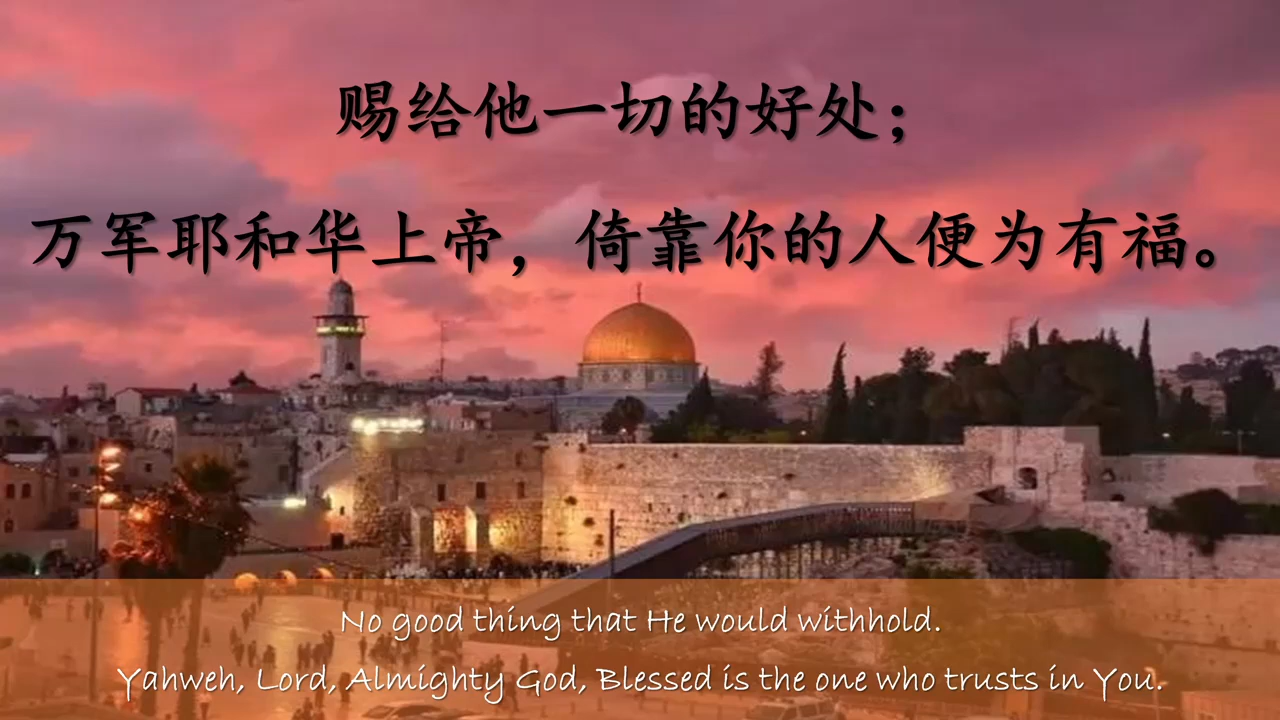 赐给他一切的好处；
万军耶和华上帝，倚靠你的人便为有福。
No good thing that He would withhold.
Yahweh, Lord, Almighty God, Blessed is the one who trusts in You.